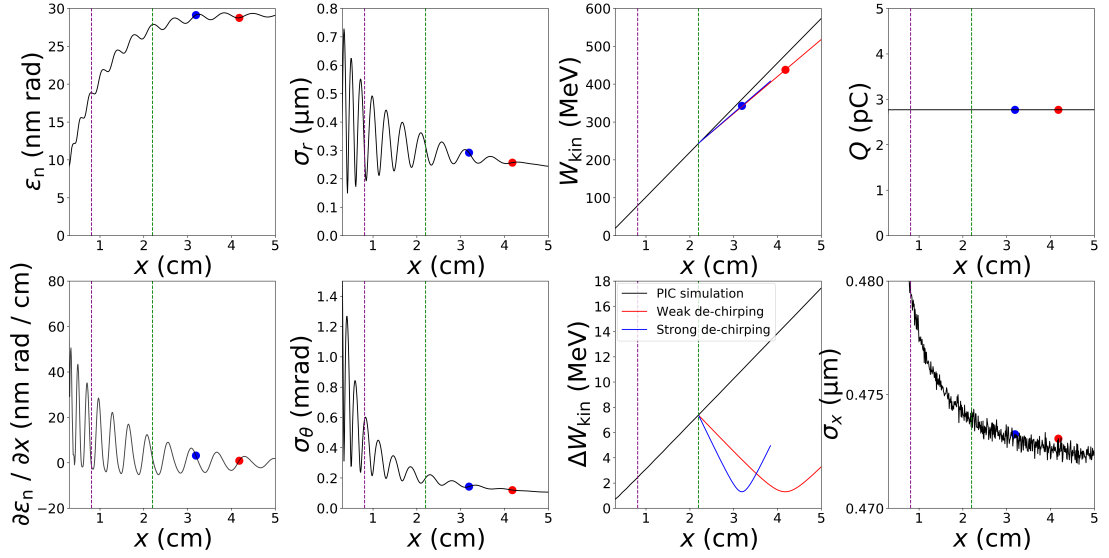 30
25
20
15
10
5
0
εn (nm rad)
1 2 3 4 5
x (cm)
0.8
0.7
0.6
0.5
0.4
0.3
0.2
0.1
0.0
σr (μm)
1 2 3 4 5
x (cm)
600
500
400
300
200
100
0
Wkin (MeV)
1 2 3 4 5
x (cm)
5
4
3
2
1
0
Q (pC)
1 2 3 4 5
x (cm)
80
60
40
20
0
−20
∂εn / ∂x (nm rad / cm)
1 2 3 4 5
x (cm)
1.4
1.2
1.0
0.8
0.6
0.4
0.2
0.0
σθ (mrad)
1 2 3 4 5
x (cm)
18
16
14
12
10
8
6
4
2
0
ΔWkin (MeV)
PIC simulation
Weak de-chirping
Strong de-chirping
1 2 3 4 5
x (cm)
0.480
0.475
0.470
σx (μm)
1 2 3 4 5
x (cm)